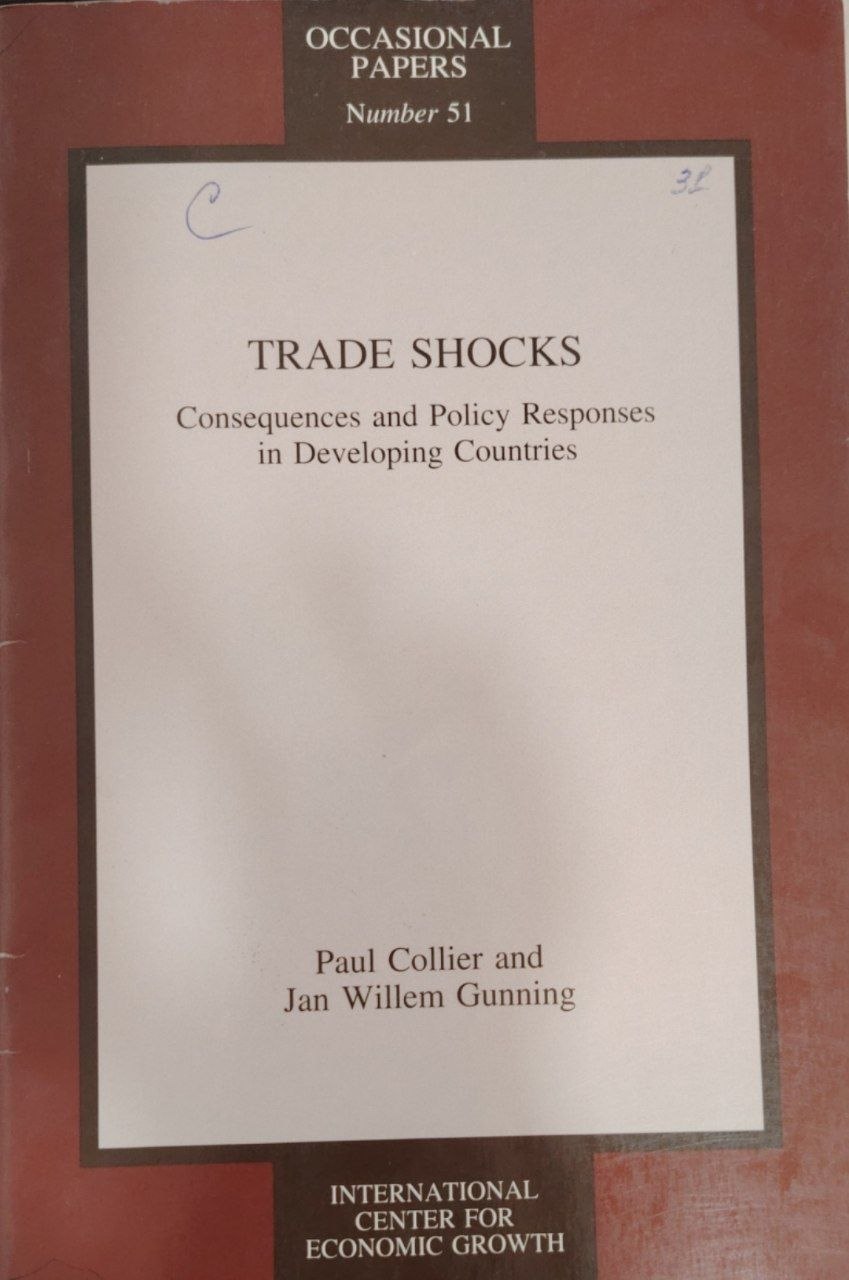 OCCASIONAL
PAPERS
Number 51
C
TRADE SHOCKS
Consequences and Policy Responses
in Developing Countries
Paul Collier and
Jan Willem Gunning
INTERNATIONAL
CENTER FOR
ECONOMIC GROWTH